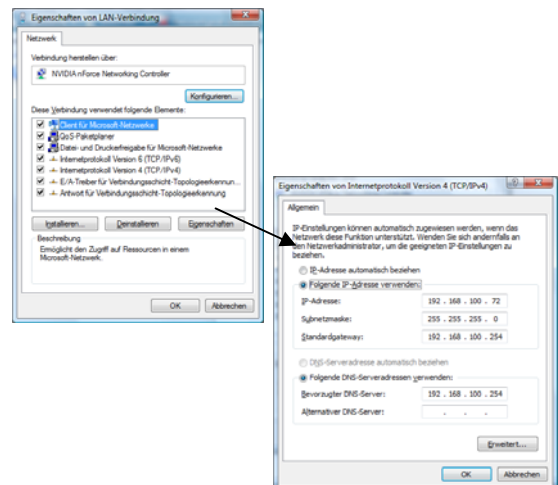 Eigenschaften von LAN-Verbindung
Netzwerk
Verbindung herstellen über:
NVIDIA nForce Networking Controller
Konfigurieren...
Diese Verbindung verwendet folgende Elemente:
Client für Microsoft-Netzwerke
QoS-Paketplaner
Datei- und Druckerfreigabe für Microsoft-Netzwerke
Internetprotokoll Version 6 (TCP/IPv6)
Internetprotokoll Version 4 (TCP/IPv4)
E/A-Treiber für Verbindungsschicht-Topologieerkennun...
Antwort für Verbindungsschicht-Topologieerkennung
Installieren... Deinstallieren Eigenschaften
Beschreibung
Ermöglicht den Zugriff auf Ressourcen in einem
Microsoft-Netzwerk.
OK Abbrechen
Eigenschaften von Internetprotokoll Version 4 (TCP/IPv4)
Allgemein
IP-Einstellungen können automatisch zugewiesen werden, wenn das
Netzwerk diese Funktion unterstützt. Wenden Sie sich andernfalls an
den Netzwerkadministrator, um die geeigneten IP-Einstellungen zu
beziehen.
IP-Adresse automatisch beziehen
Folgende IP-Adresse verwenden:
IP-Adresse: 192 . 168 . 100 . 72
Subnetzmaske: 255 . 255 . 255 . 0
Standardgateway: 192 . 168 . 100 . 254
DNS-Serveradresse automatisch beziehen
Folgende DNS-Serveradressen verwenden:
Bevorzugter DNS-Server: 192 . 168 . 100 . 254
Alternativer DNS-Server: . . .
Erweitert...
OK Abbrechen